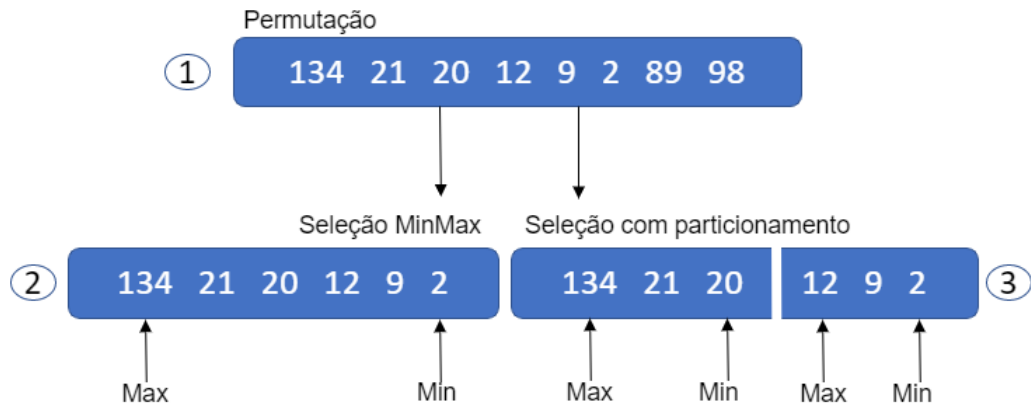 Permutação
1
134 21 20 12 9 2 89 98
Seleção MinMax
Seleção com particionamento
2
134 21 20 12 9 2
134 21 20 12 9 2
3
Max
Min
Max
Min
Max
Min